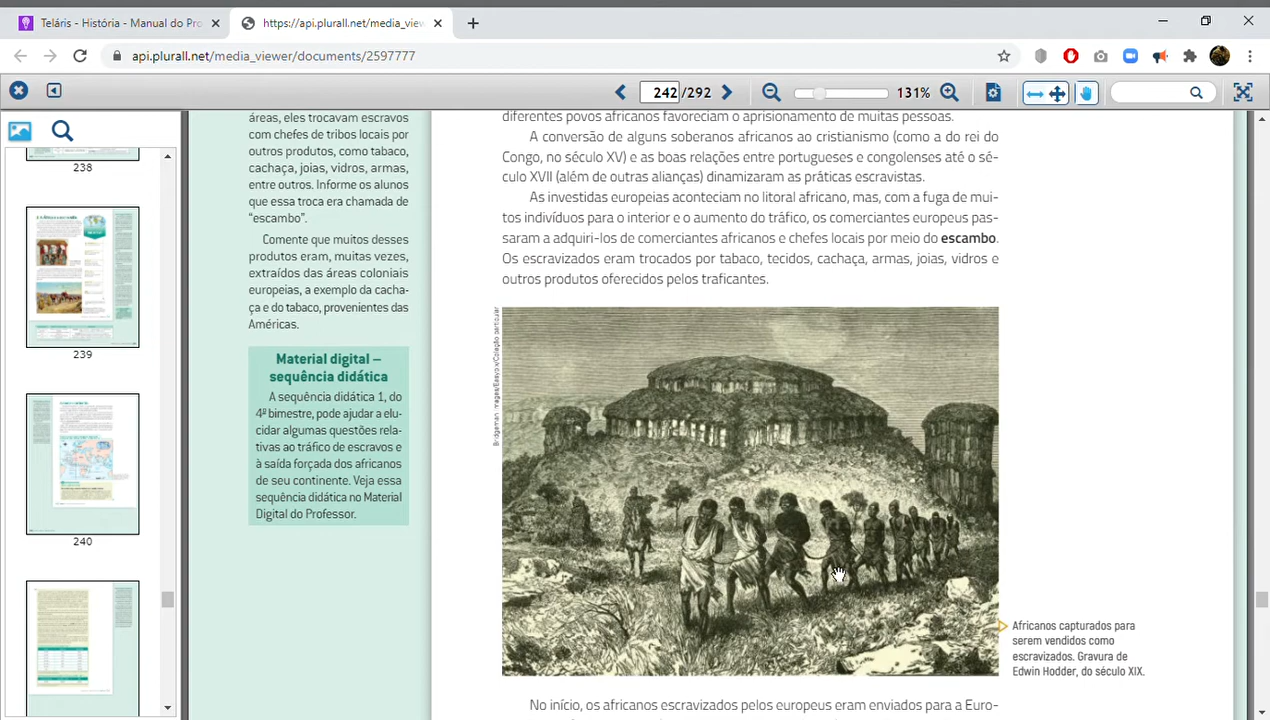 Teláris - História - Manual do Pro
https://api.plurall.net/media_view
api.plurall.net/media_viewer/documents/2597777
242 /292
131%
238
239
240
áreas, eles trocavam escravos
com chefes de tribos locais por
outros produtos, como tabaco,
cachaça, joias, vidros, armas,
entre outros. Informe os alunos
que essa troca era chamada de
“escambo”.
Comente que muitos desses
produtos eram, muitas vezes,
extraídos das áreas coloniais
europeias, a exemplo da cacha-
ça e do tabaco, provenientes das
Américas.
Material digital –
sequência didática
A sequência didática 1, do
4º bimestre, pode ajudar a elu-
cidar algumas questões rela-
tivas ao tráfico de escravos e
à saída forçada dos africanos
de seu continente. Veja essa
sequência didática no Material
Digital do Professor.
diferentes povos africanos favoreciam o aprisionamento de muitas pessoas.
A conversão de alguns soberanos africanos ao cristianismo (como a do rei do
Congo, no século XV) e as boas relações entre portugueses e congolenses até o sé-
culo XVII (além de outras alianças) dinamizaram as práticas escravistas.
As investidas europeias aconteciam no litoral africano, mas, com a fuga de mui-
tos indivíduos para o interior e o aumento do tráfico, os comerciantes europeus pas-
saram a adquiri-los de comerciantes africanos e chefes locais por meio do escambo.
Os escravizados eram trocados por tabaco, tecidos, cachaça, armas, joias, vidros e
outros produtos oferecidos pelos traficantes.
Bridgeman Images/Easypix/Coleção particular
Africanos capturados para
serem vendidos como
escravizados. Gravura de
Edwin Hodder, do século XIX.
No início, os africanos escravizados pelos europeus eram enviados para a Euro-